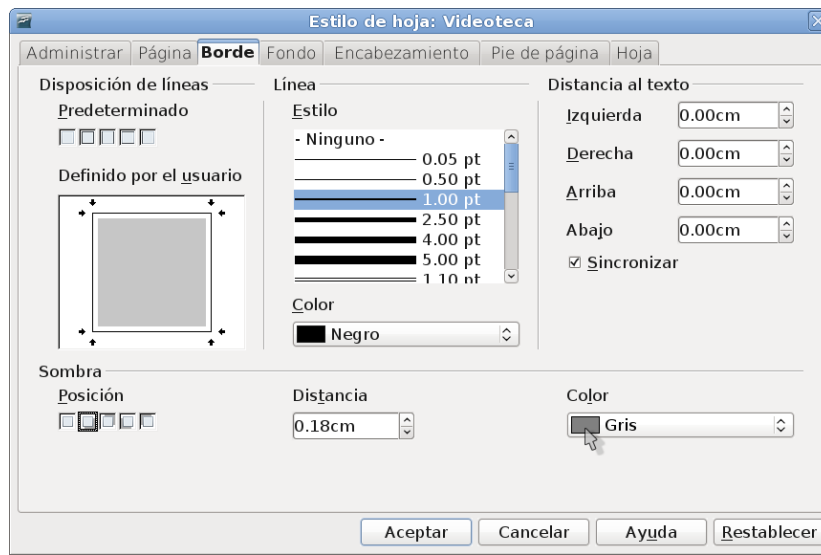 Estilo de hoja: Videoteca
Administrar Página Borde Fondo Encabezamiento Pie de página Hoja
Disposición de líneas
Predeterminado
Definido por el usuario
Línea
Estilo
- Ninguno -
0.05 pt
0.50 pt
1.00 pt
2.50 pt
4.00 pt
5.00 pt
1.10 pt
Color
Negro
Distancia al texto
Izquierda 0.00cm
Derecha 0.00cm
Arriba 0.00cm
Abajo 0.00cm
Sincronizar
Sombra
Posición
Distancia
0.18cm
Color
Gris
Aceptar Cancelar Ayuda Restablecer